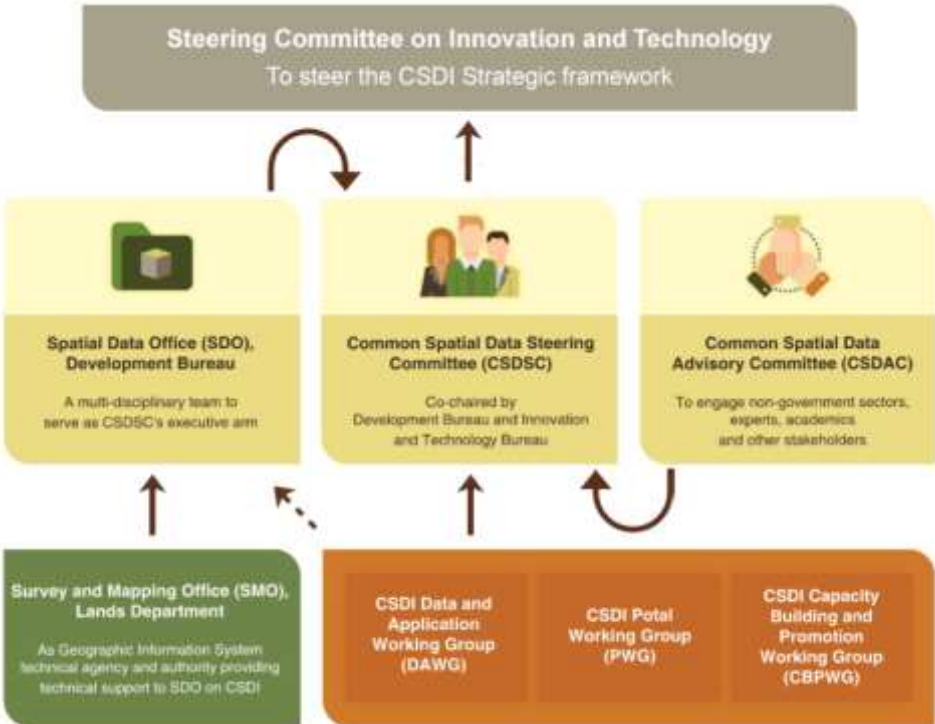 Steering Committee on Innovation and Technology
To steer the CSDI Strategic framework
Spatial Data Office (SDO),
Development Bureau
A multi-disciplinary team to
serve as CSDSC's executive arm
Common Spatial Data Steering
Committee (CSDSC)
Co-chaired by
Development Bureau and Innovation
and Technology Bureau
Common Spatial Data
Advisory Committee (CSDAC)
To engage non-government sectors,
experts, academics
and other stakeholders
Survey and Mapping Office (SMO),
Lands Department
As Geographic Information System
technical agency and authority providing
technical support to SDO on CSDI
CSDI Data and
Application
Working Group
(DAWG)
CSDI Potal
Working Group
(PWG)
CSDI Capacity
Building and
Promotion
Working Group
(CBPWG)